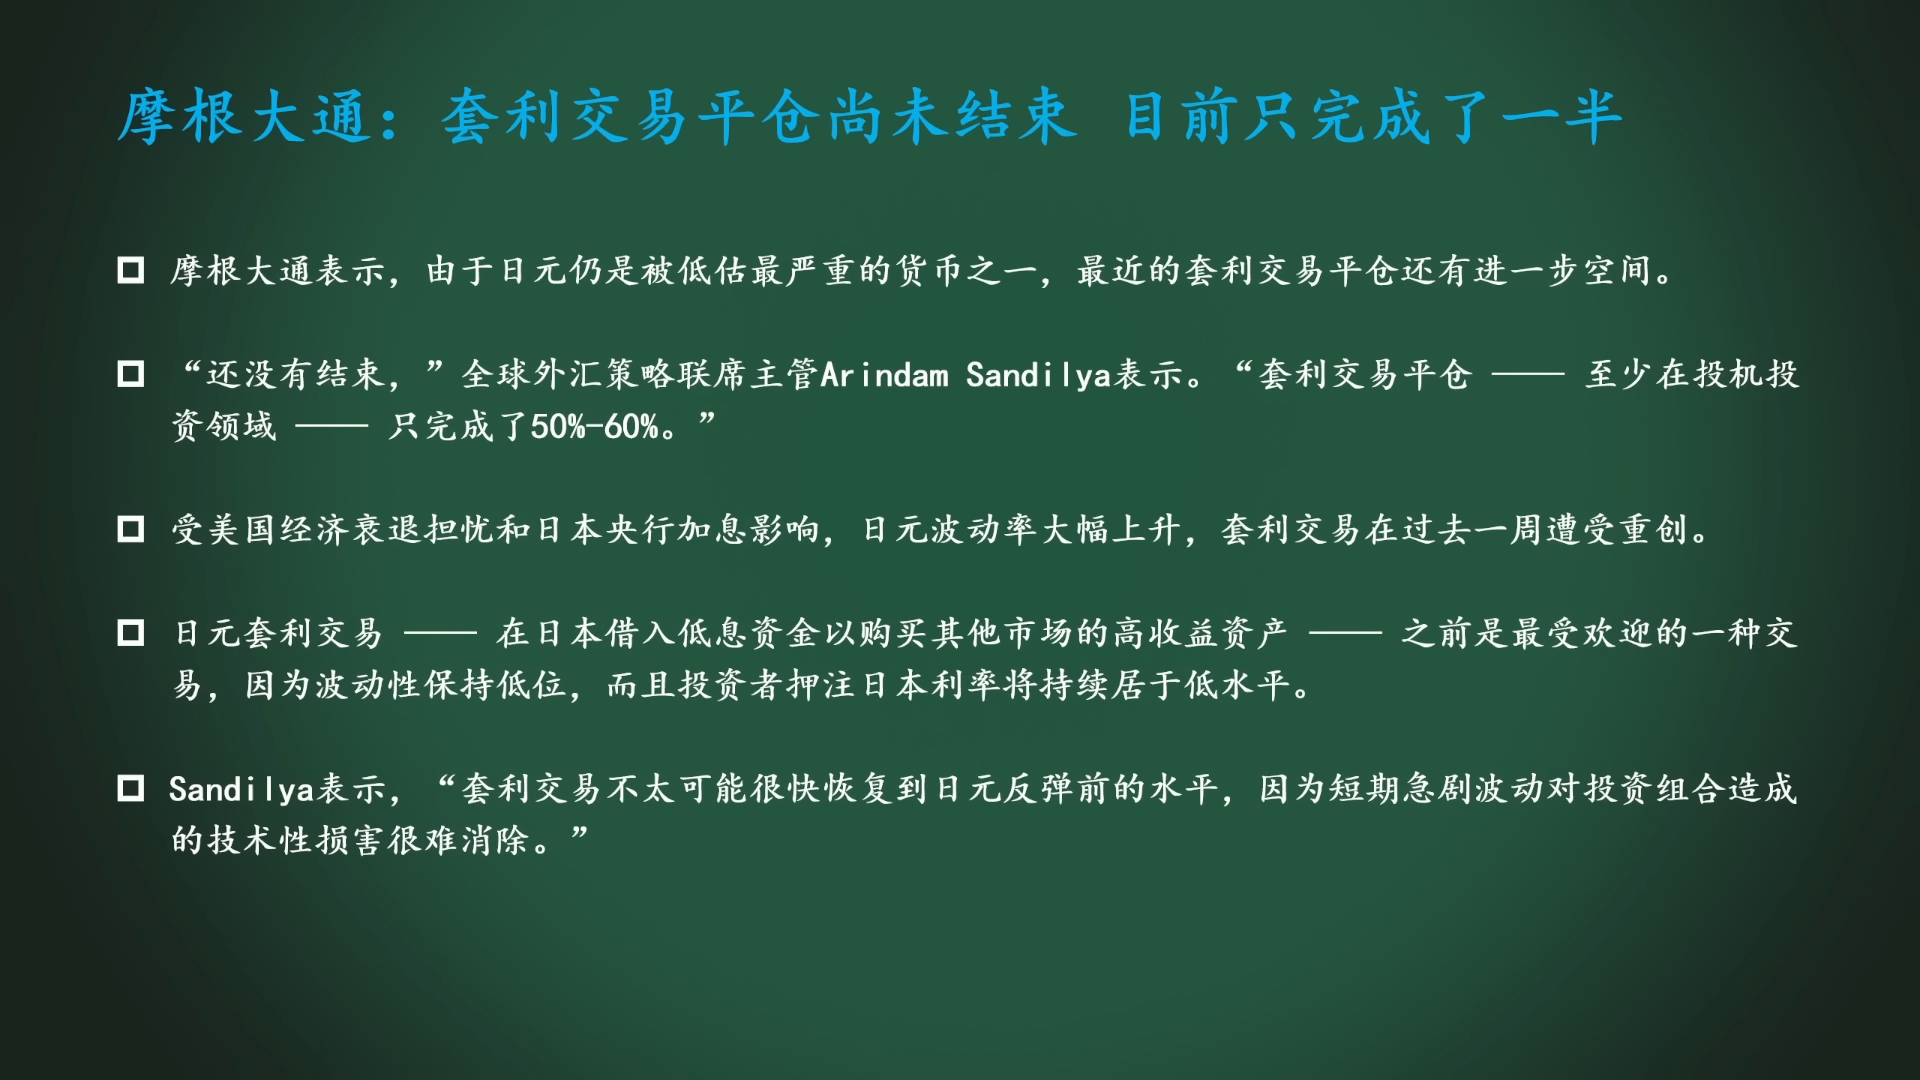 摩根大通：套利交易平仓尚未结束 目前只完成了一半
摩根大通表示，由于日元仍是被低估最严重的货币之一，最近的套利交易平仓还有进一步空间。
“还没有结束，”全球外汇策略联席主管Arindam Sandilya表示。“套利交易平仓 —— 至少在投机投
资领域 —— 只完成了50%-60%。”
受美国经济衰退担忧和日本央行加息影响，日元波动率大幅上升，套利交易在过去一周遭受重创。
日元套利交易 —— 在日本借入低息资金以购买其他市场的高收益资产 —— 之前是最受欢迎的一种交
易，因为波动性保持低位，而且投资者押注日本利率将持续居于低水平。
Sandilya表示，“套利交易不太可能很快恢复到日元反弹前的水平，因为短期急剧波动对投资组合造成
的技术性损害很难消除。”